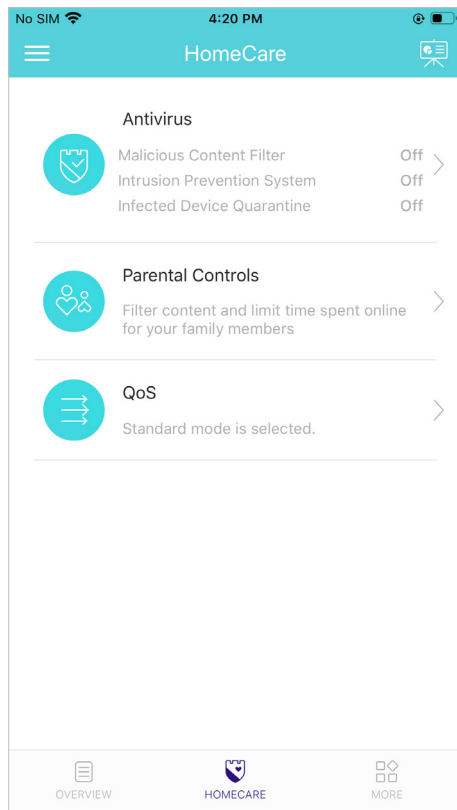 No SIM 4:20 PM
HomeCare
Antivirus
Malicious Content Filter Off
Intrusion Prevention System Off
Infected Device Quarantine Off
Parental Controls
Filter content and limit time spent online
for your family members
QoS
Standard mode is selected.
OVERVIEW HOMECARE MORE